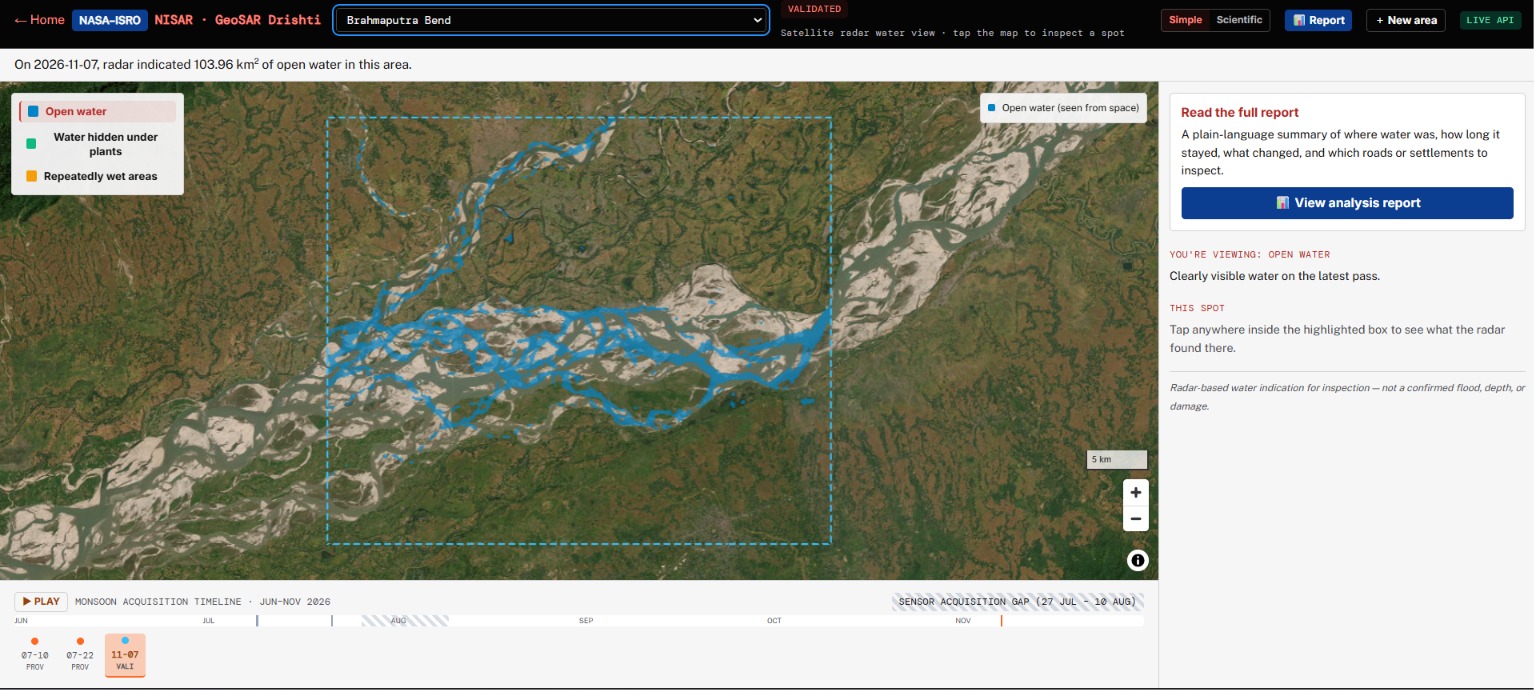 ← Home NASA-ISRO NISAR · GeoSAR Drishti Brahmaputra Bend VALIDATED Simple Scientific 📊 Report + New area LIVE API
Satellite radar water view · tap the map to inspect a spot
On 2026-11-07, radar indicated 103.96 km² of open water in this area.
Open water
Water hidden under
plants
Repeatedly wet areas
Open water (seen from space)
5 km
+
−
Read the full report
A plain-language summary of where water was, how long it
stayed, what changed, and which roads or settlements to
inspect.
📊 View analysis report
YOU'RE VIEWING: OPEN WATER
Clearly visible water on the latest pass.
THIS SPOT
Tap anywhere inside the highlighted box to see what the radar
found there.
Radar-based water indication for inspection — not a confirmed flood, depth, or
damage.
▶ PLAY MONSOON ACQUISITION TIMELINE · JUN–NOV 2026 SENSOR ACQUISITION GAP (27 JUL – 10 AUG)
JUN JUL AUG SEP OCT NOV
07-10 07-22 11-07
PROV PROV VALI